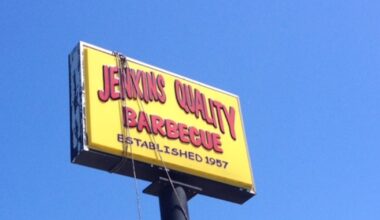 JENKINS QUALITY
BARBECUE
ESTABLISHED 1957